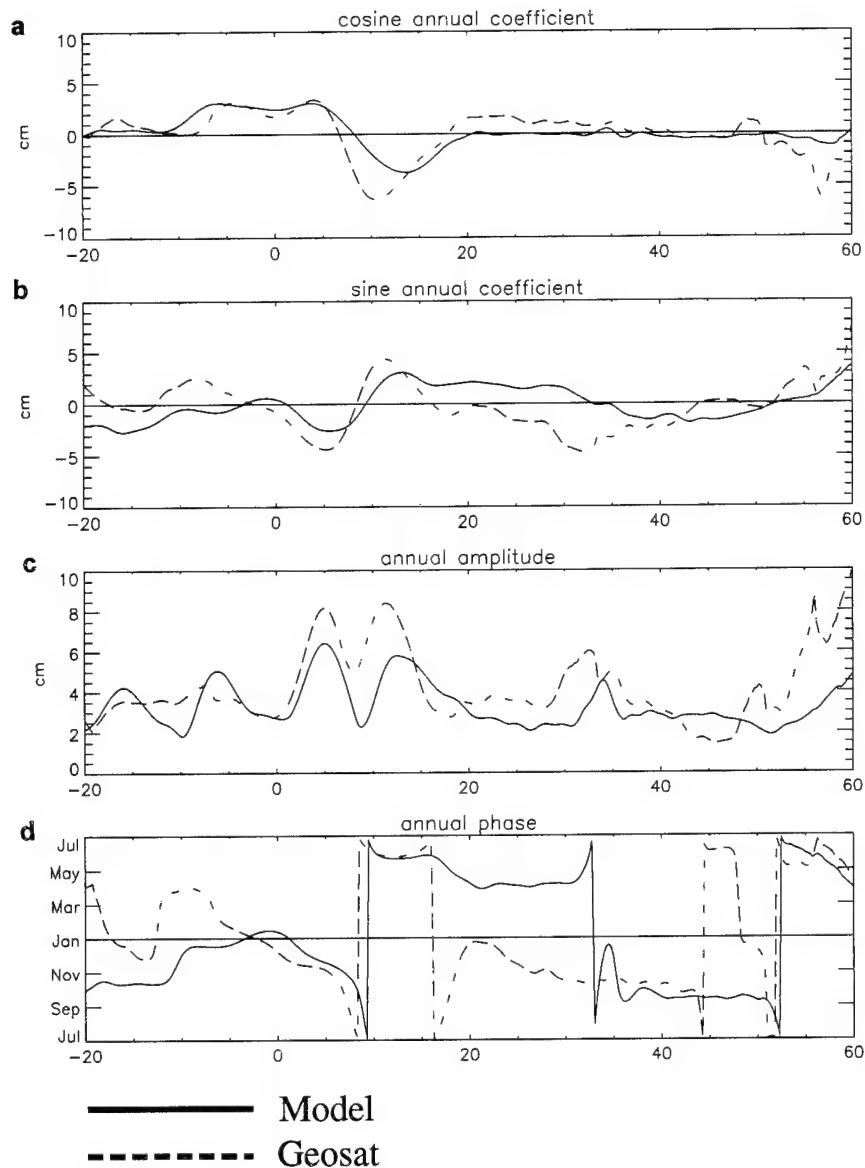 a
cosine annual coefficient
10
5
0
-5
-10
cm
-20
0
20
40
60
b
sine annual coefficient
10
5
0
-5
-10
cm
-20
0
20
40
60
c
annual amplitude
10
8
6
4
2
0
cm
-20
0
20
40
60
d
annual phase
Jul
May
Mar
Jan
Nov
Sep
Jul
-20
0
20
40
60
Model
Geosat